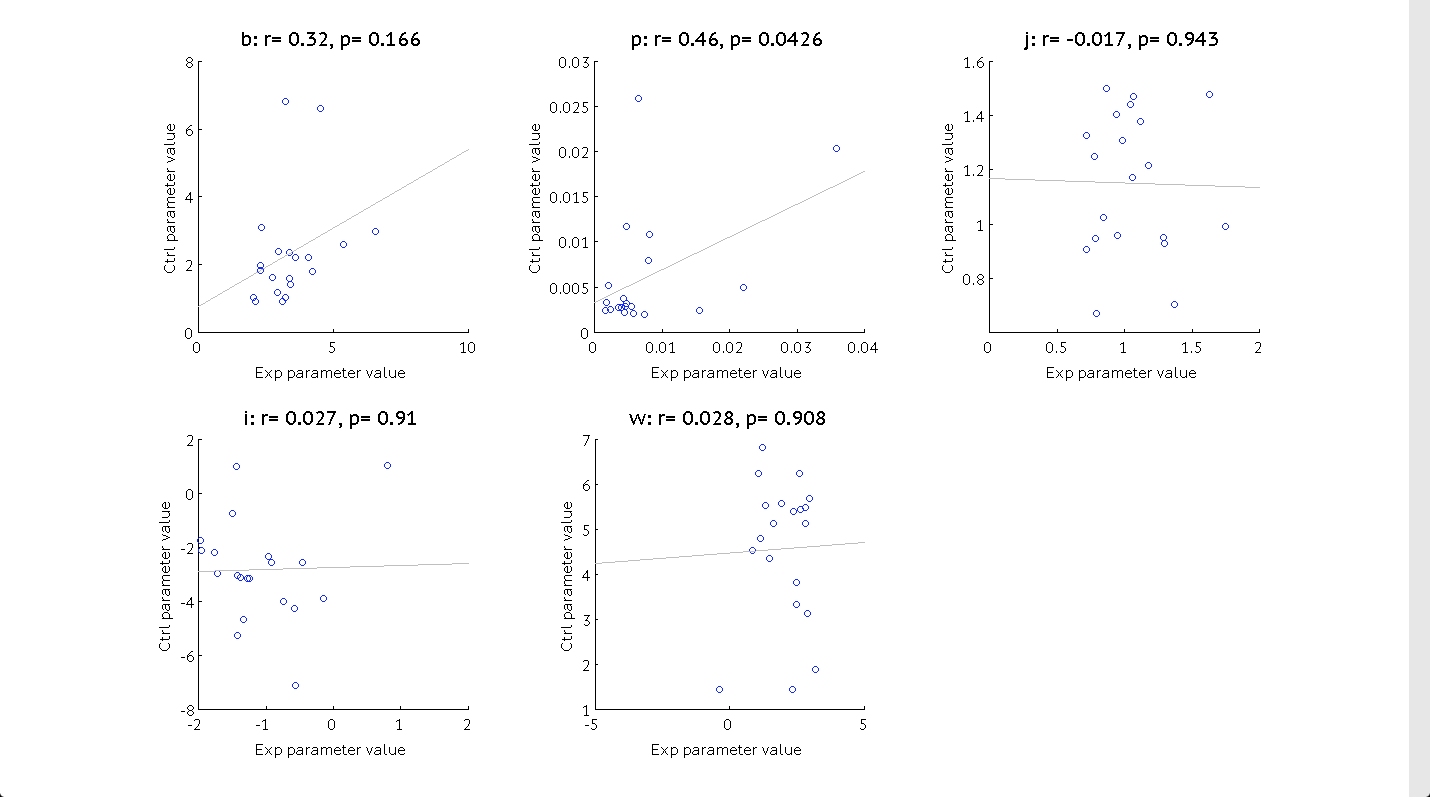 b: r= 0.32, p= 0.166
8
6
4
2
0
0 5 10
Ctrl parameter value
Exp parameter value
p: r= 0.46, p= 0.0426
0.03
0.025
0.02
0.015
0.01
0.005
0
0 0.01 0.02 0.03 0.04
Ctrl parameter value
Exp parameter value
j: r= -0.017, p= 0.943
1.6
1.4
1.2
1
0.8
0 0.5 1 1.5 2
Ctrl parameter value
Exp parameter value
i: r= 0.027, p= 0.91
2
0
-2
-4
-6
-8
-2 -1 0 1 2
Ctrl parameter value
Exp parameter value
w: r= 0.028, p= 0.908
7
6
5
4
3
2
1
-5 0 5
Ctrl parameter value
Exp parameter value